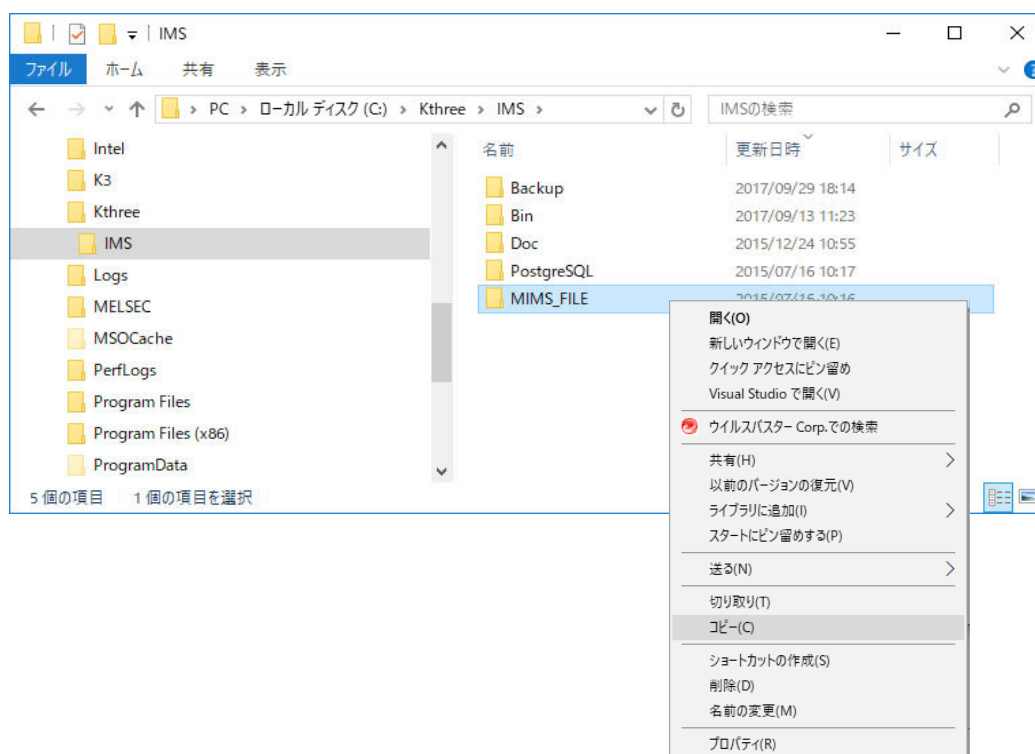 IMS
ファイル ホーム 共有 表示
PC ローカル ディスク (C:) Kthree IMS IMSの検索
Intel
K3
Kthree
IMS
Logs
MELSEC
MSOCache
PerfLogs
Program Files
Program Files (x86)
ProgramData
名前 更新日時 サイズ
Backup 2017/09/29 18:14
Bin 2017/09/13 11:23
Doc 2015/12/24 10:55
PostgreSQL 2015/07/16 10:17
MIMS_FILE 2015/07/16 10:16
5 個の項目 1 個の項目を選択
開く(O)
新しいウィンドウで開く(E)
クイック アクセスにピン留め
Visual Studio で開く(V)
ウイルスバスター Corp.での検索
共有(H)
以前のバージョンの復元(V)
ライブラリに追加(I)
スタートにピン留めする(P)
送る(N)
切り取り(T)
コピー(C)
ショートカットの作成(S)
削除(D)
名前の変更(M)
プロパティ(R)